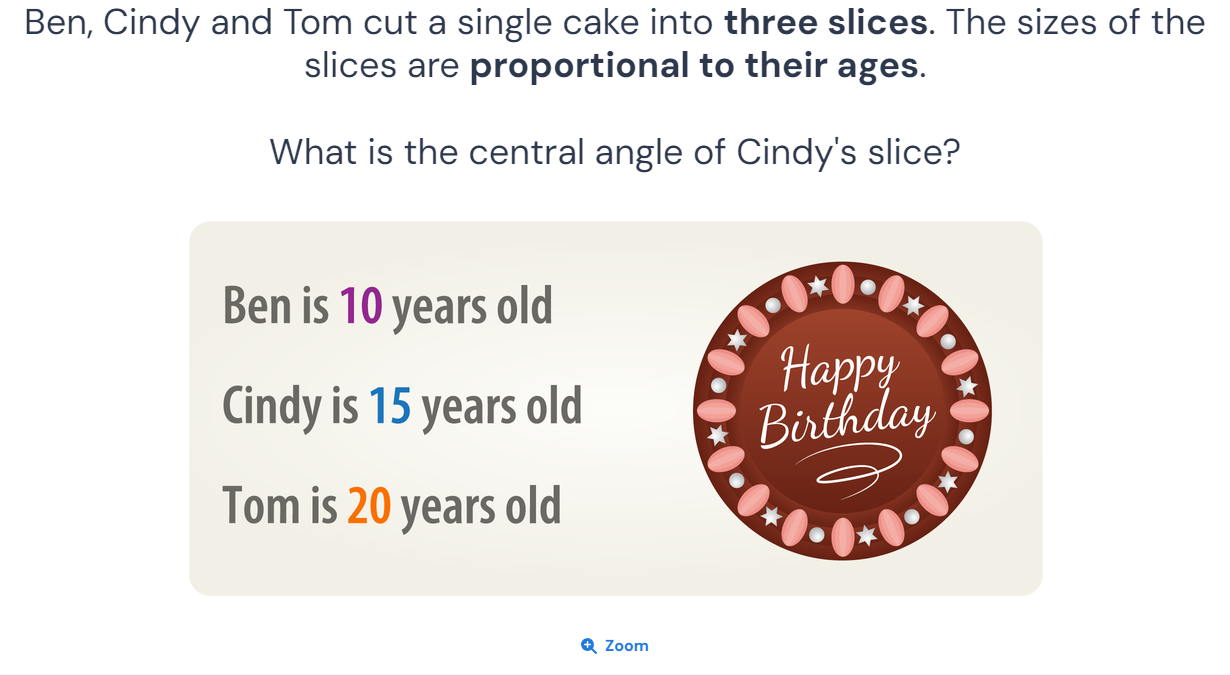 Ben, Cindy and Tom cut a single cake into three slices. The sizes of the
slices are proportional to their ages.
What is the central angle of Cindy's slice?
Ben is 10 years old
Cindy is 15 years old
Tom is 20 years old
Happy
Birthday
Zoom